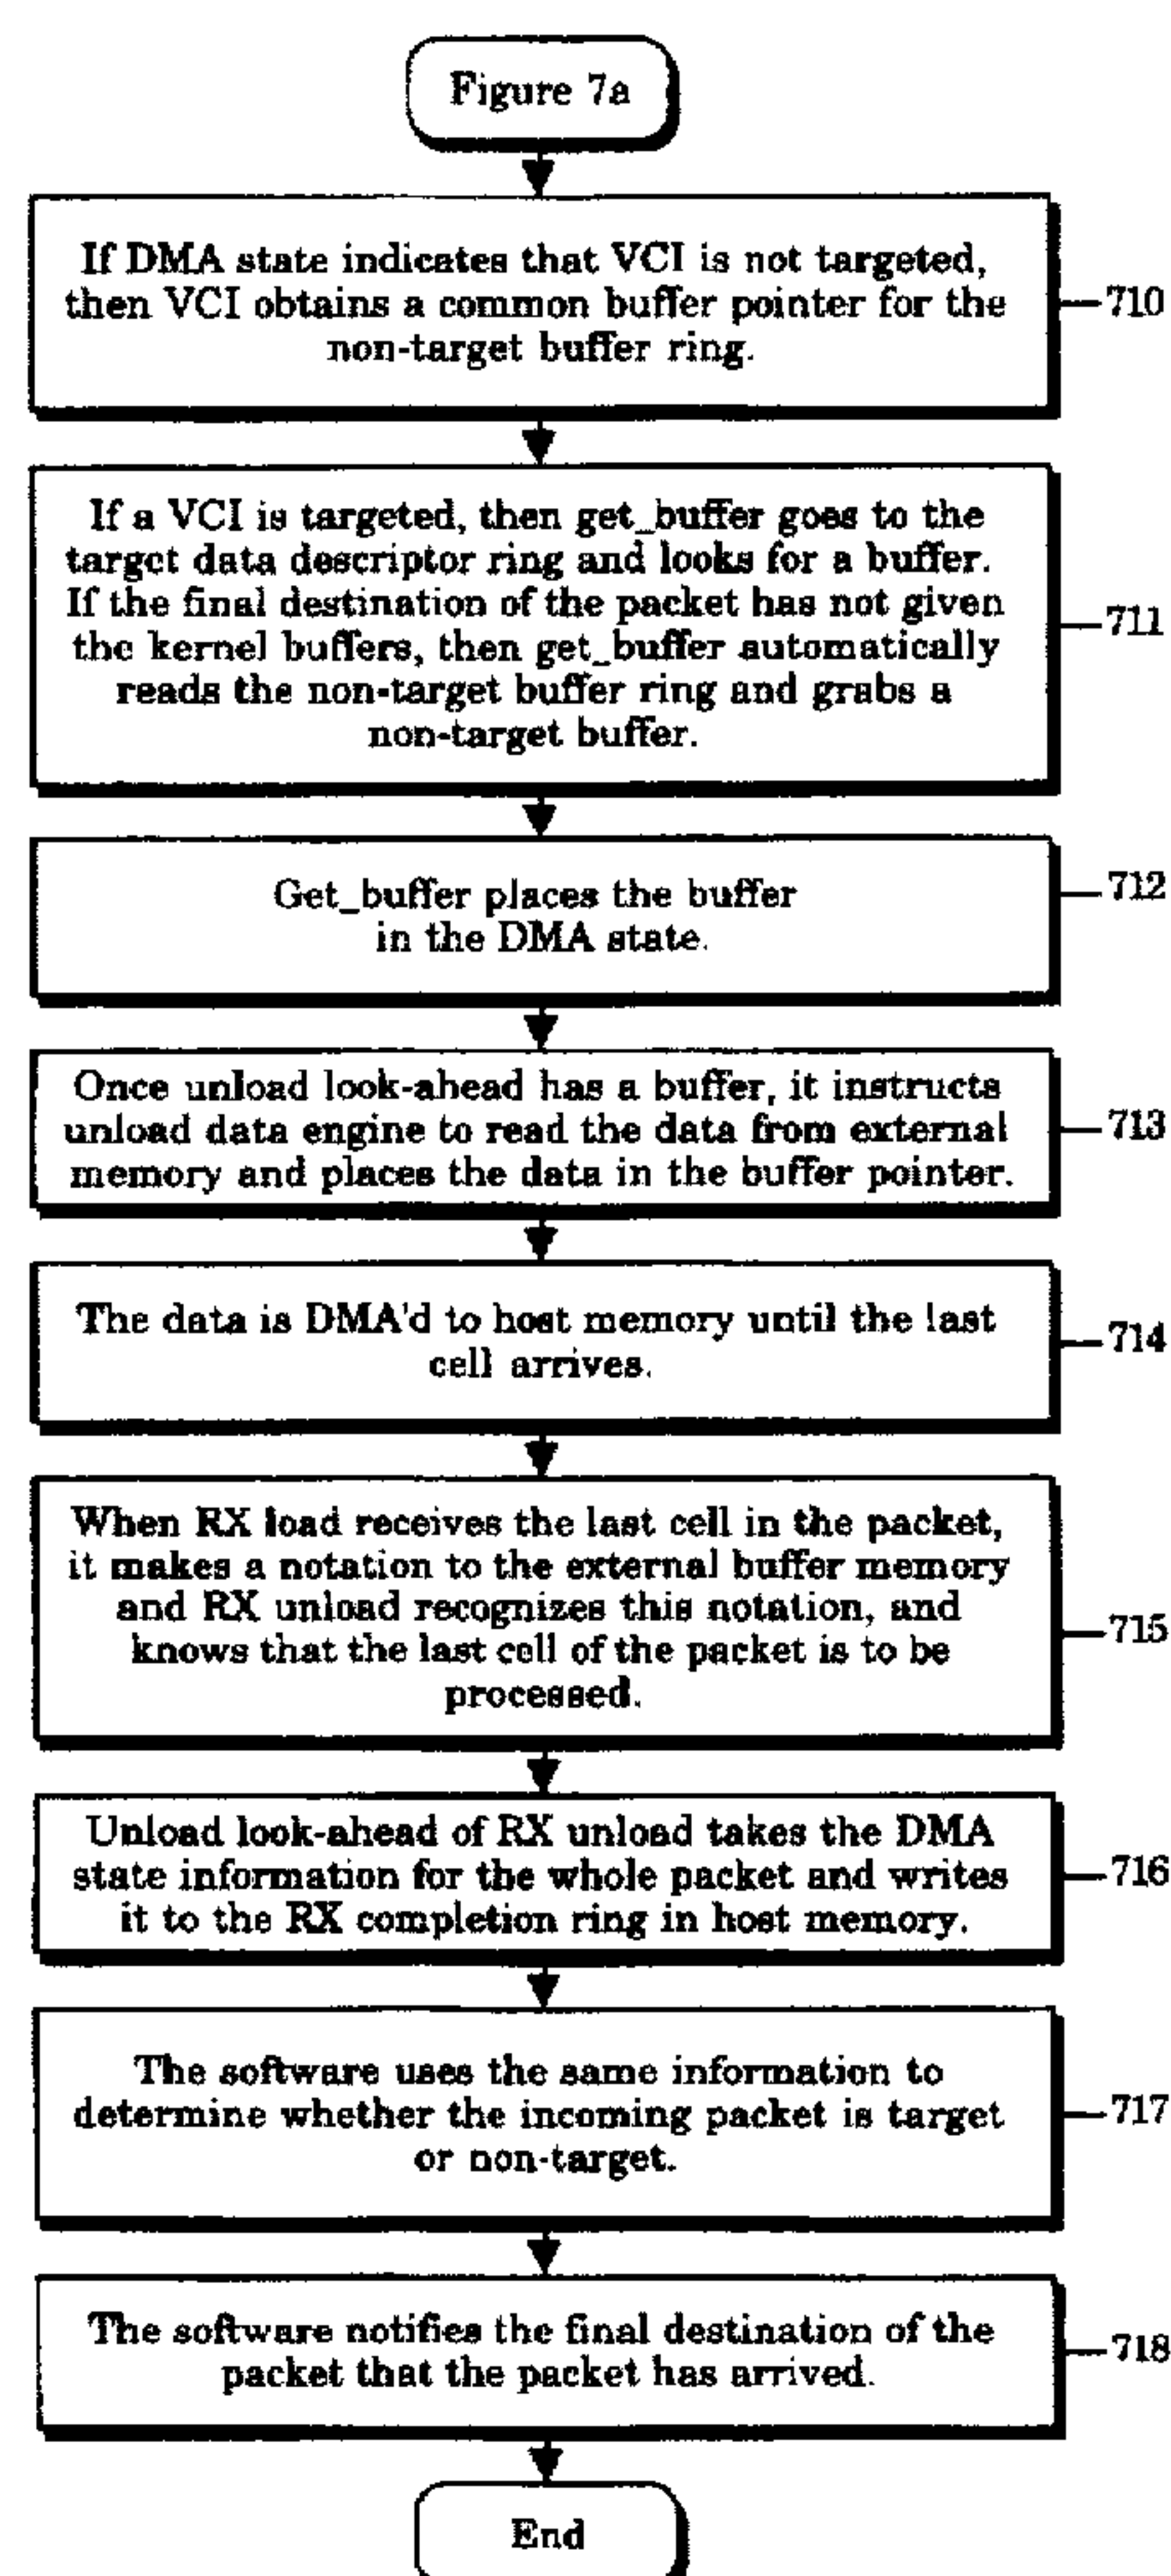 Figure 7a
If DMA state indicates that VCI is not targeted,
then VCI obtains a common buffer pointer for the
non-target buffer ring.
710
If a VCI is targeted, then get_buffer goes to the
target data descriptor ring and looks for a buffer.
If the final destination of the packet has not given
the kernel buffers, then get_buffer automatically
reads the non-target buffer ring and grabs a
non-target buffer.
711
Get_buffer places the buffer
in the DMA state.
712
Once unload look-ahead has a buffer, it instructs
unload data engine to read the data from external
memory and places the data in the buffer pointer.
713
The data is DMA'd to host memory until the last
cell arrives.
714
When RX load receives the last cell in the packet,
it makes a notation to the external buffer memory
and RX unload recognizes this notation, and
knows that the last cell of the packet is to be
processed.
715
Unload look-ahead of RX unload takes the DMA
state information for the whole packet and writes
it to the RX completion ring in host memory.
716
The software uses the same information to
determine whether the incoming packet is target
or non-target.
717
The software notifies the final destination of the
packet that the packet has arrived.
718
End